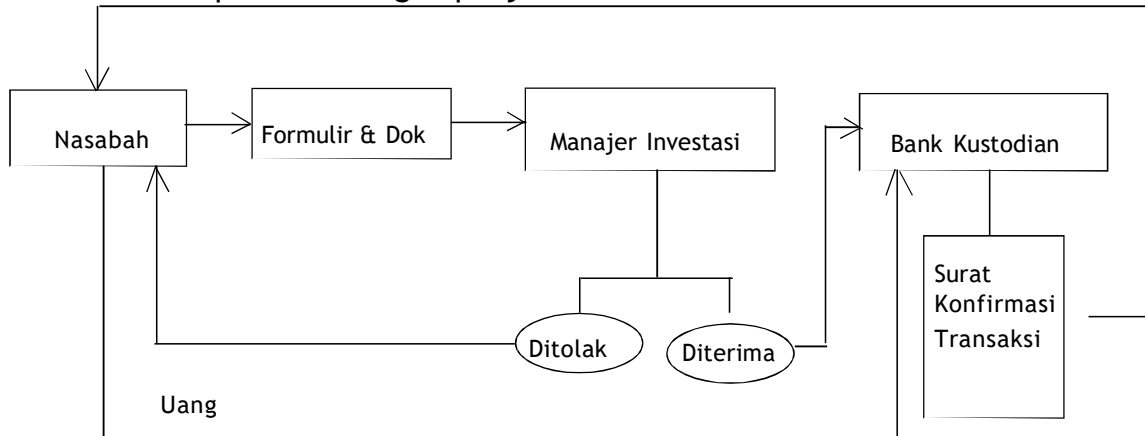 Nasabah
Formulir & Dok
Manajer Investasi
Bank Kustodian
Surat
Konfirmasi
Transaksi
Ditolak
Diterima
Uang